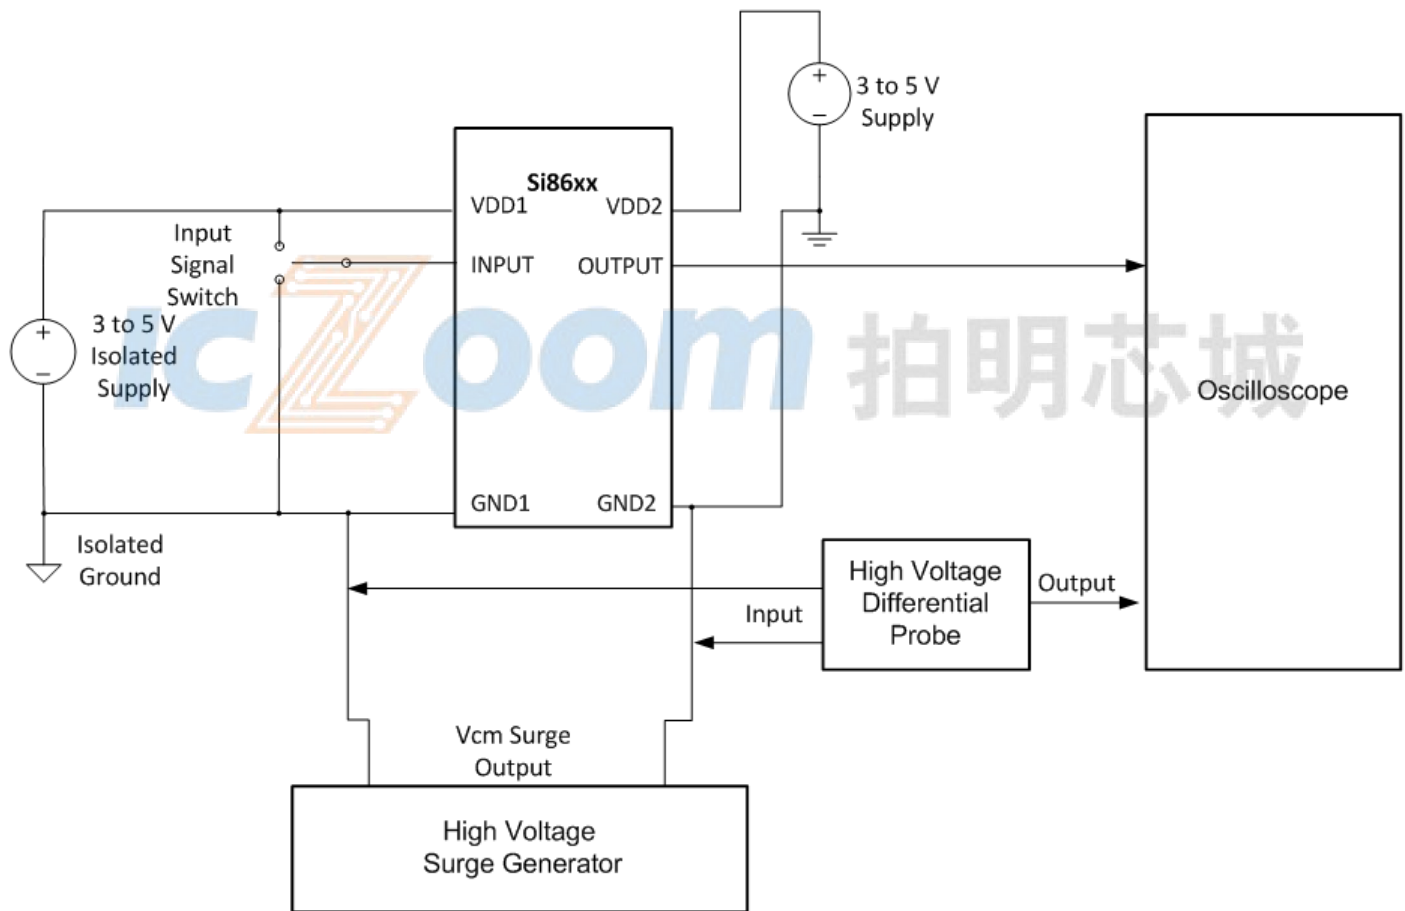 3 to 5 V
Supply
Si86xx
VDD1
VDD2
Input
Signal
Switch
INPUT
OUTPUT
3 to 5 V
Isolated
Supply
+
−
+
−
icZoom 拍明芯城
Oscilloscope
GND1
GND2
Isolated
Ground
High Voltage
Differential
Probe
Input
Output
Vcm Surge
Output
High Voltage
Surge Generator